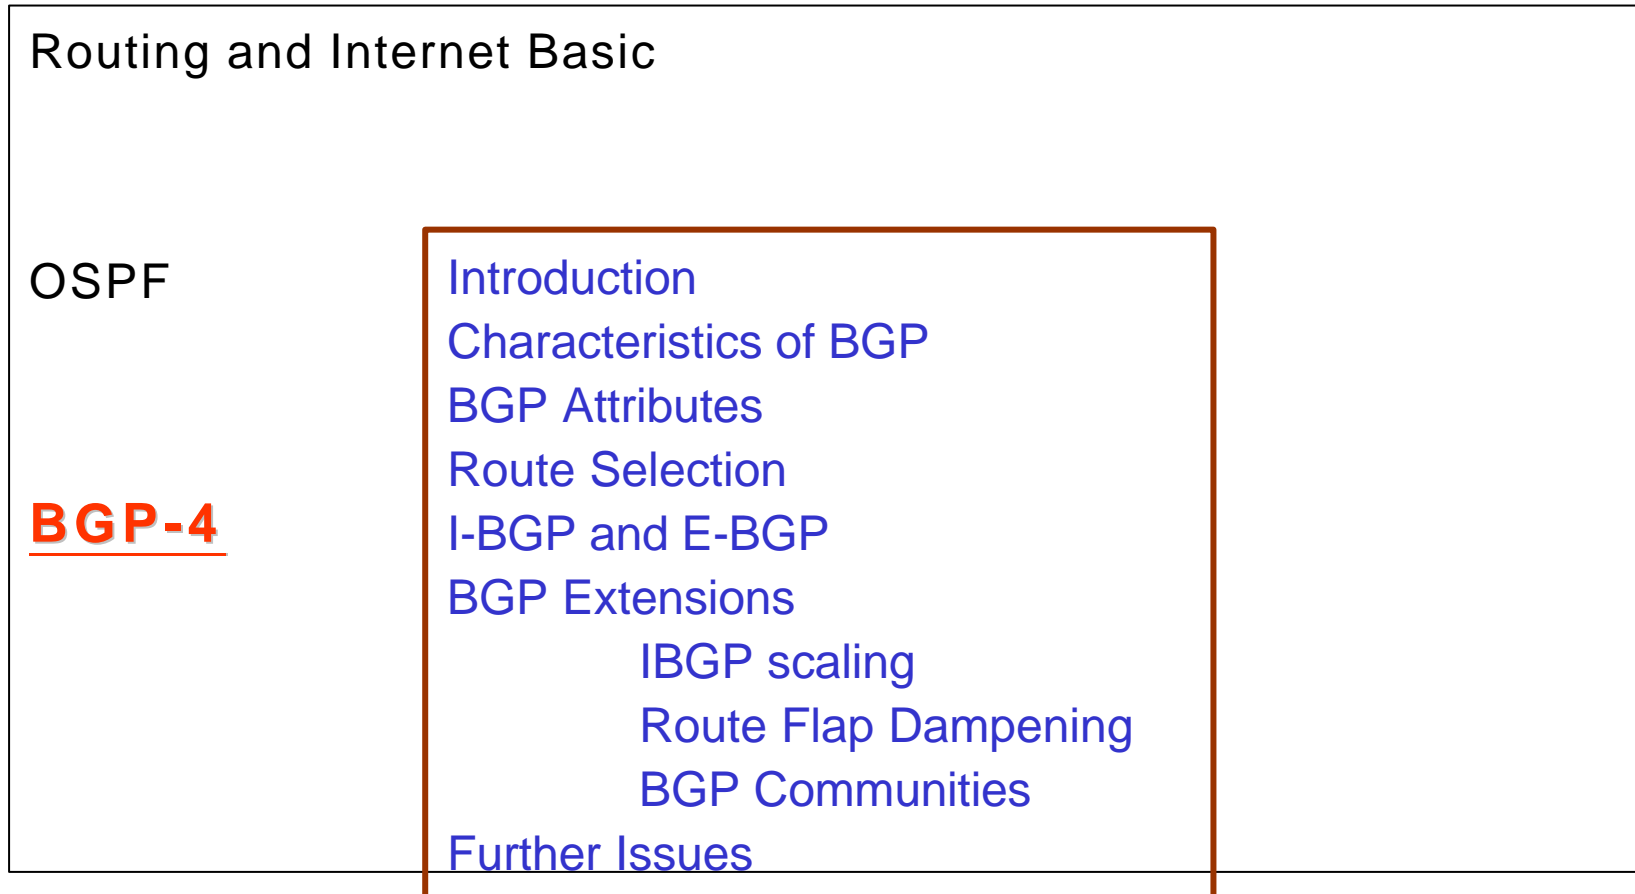 Routing and Internet Basic
OSPF
BGP-4
Introduction
Characteristics of BGP
BGP Attributes
Route Selection
I-BGP and E-BGP
BGP Extensions
IBGP scaling
Route Flap Dampening
BGP Communities
Further Issues